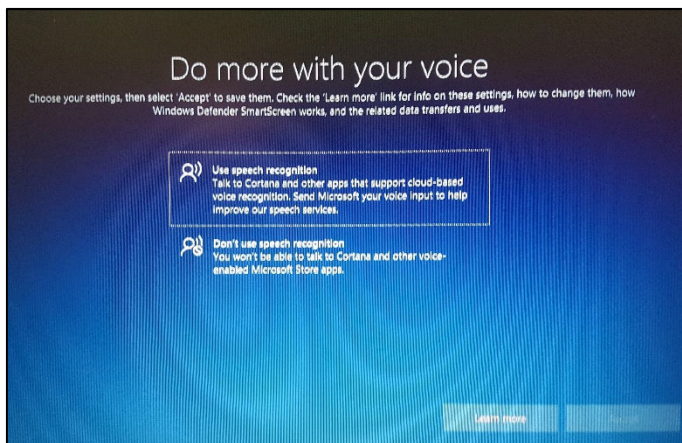 Do more with your voice
Choose your settings, then select 'Accept' to save them. Check the 'Learn more' link for info on these settings, how to change them, how
Windows Defender SmartScreen works, and the related data transfers and uses.
Use speech recognition
Talk to Cortana and other apps that support cloud-based
voice recognition. Send Microsoft your voice input to help
improve our speech services.
Don't use speech recognition
You won't be able to talk to Cortana and other voice-
enabled Microsoft Store apps.
Learn more
Accept